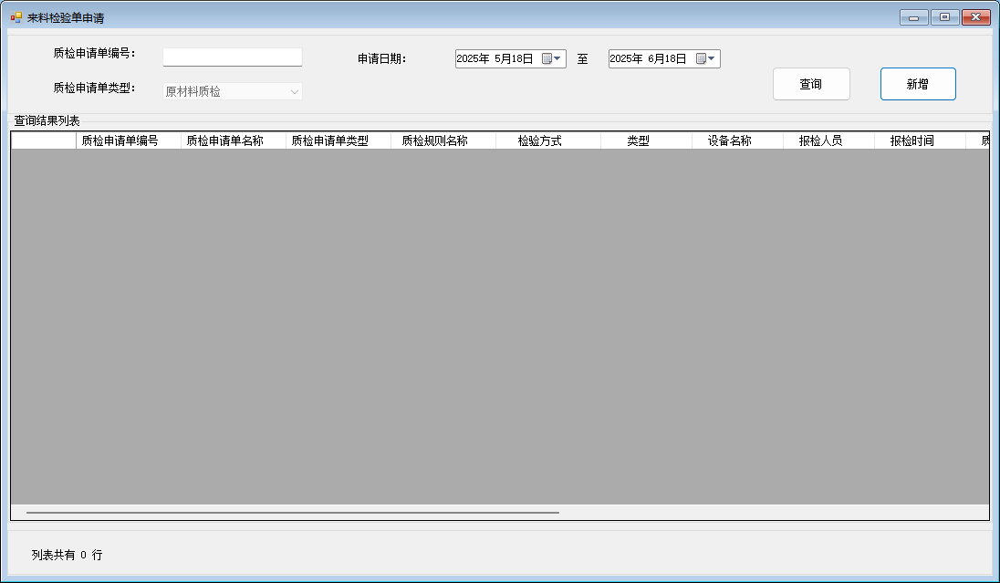 来料检验单申请
质检申请单编号：
申请日期： 2025年 5月18日 至 2025年 6月18日
质检申请单类型： 原材料质检
查询 新增
查询结果列表
质检申请单编号 质检申请单名称 质检申请单类型 质检规则名称 检验方式 类型 设备名称 报检人员 报检时间
列表共有 0 行